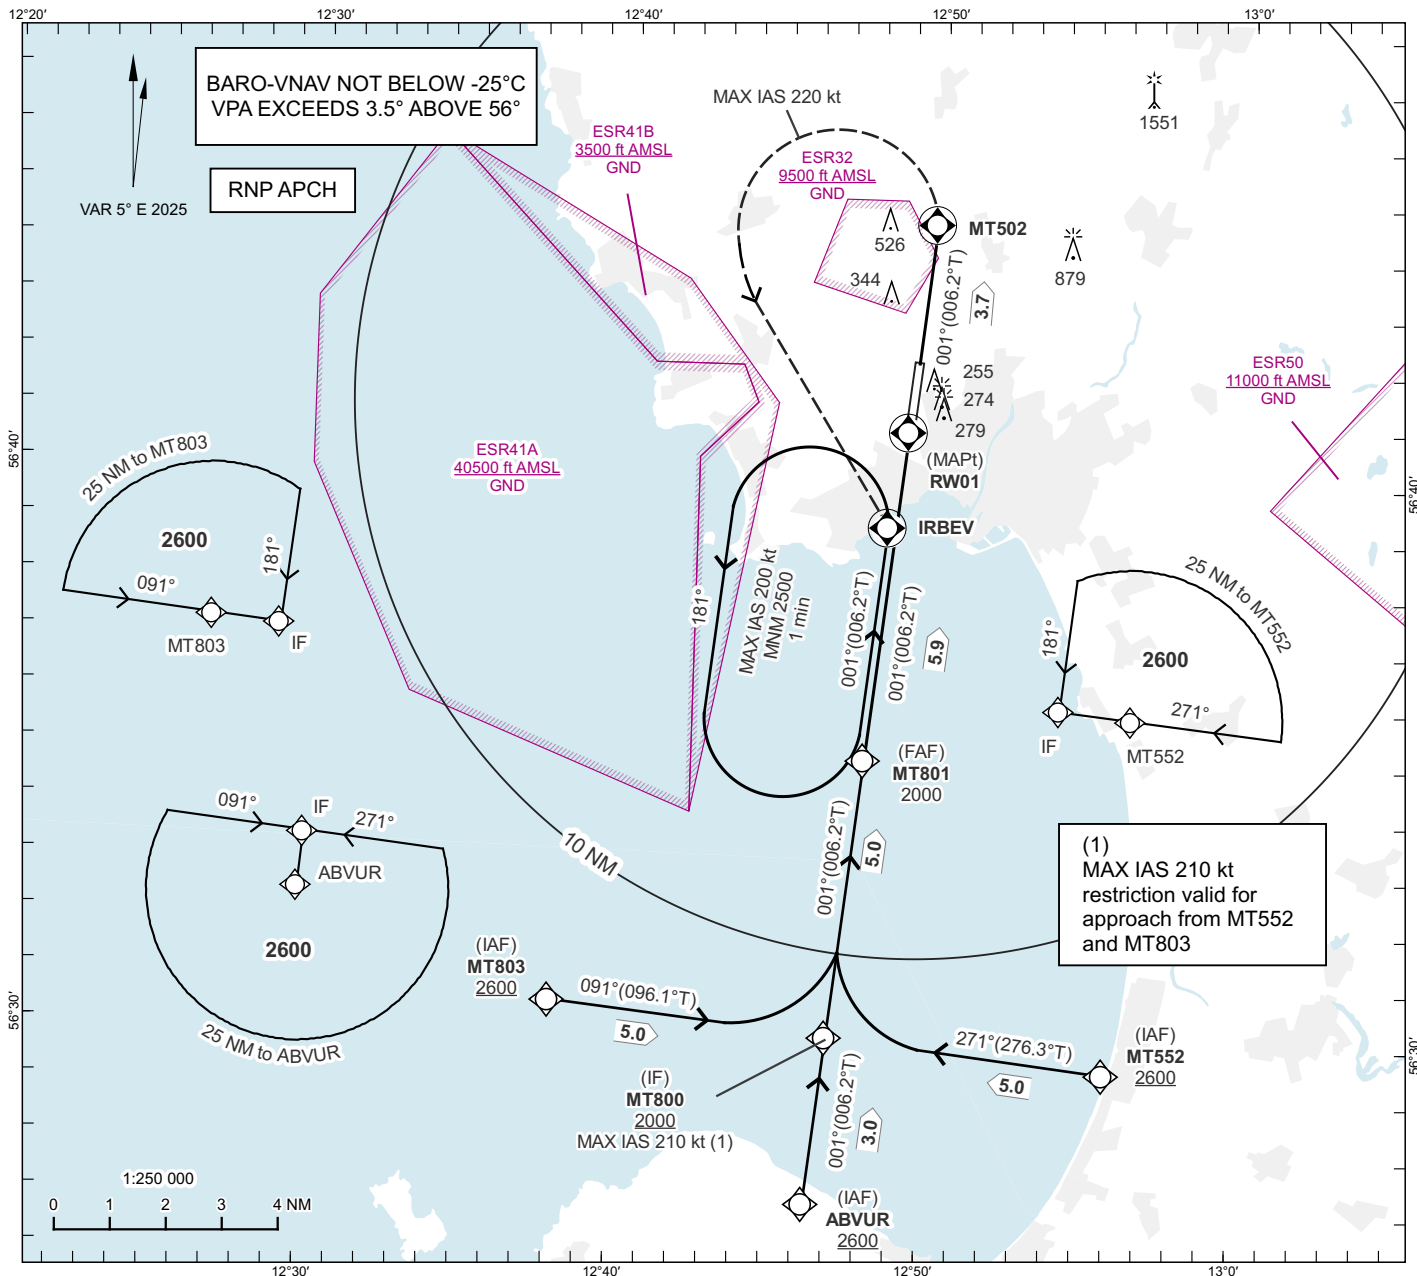 12°20′
12°30′
12°40′
12°50′
13°0′
BARO-VNAV NOT BELOW -25°C
VPA EXCEEDS 3.5° ABOVE 56°
RNP APCH
VAR 5° E 2025
MAX IAS 220 kt
ESR41B
3500 ft AMSL
GND
ESR32
9500 ft AMSL
GND
1551
526
344
MT502
879
001°(006.2°T)
3.7
255
274
279
(MAPt)
RW01
IRBEV
ESR50
11000 ft AMSL
GND
ESR41A
40500 ft AMSL
GND
56°40′
56°40′
25 NM to MT803
2600
091°
181°
MT803
IF
181°
MAX IAS 200 kt
MNM 2500
1 min
001°(006.2°T)
001°(006.2°T)
5.9
25 NM to MT552
2600
181°
271°
IF
MT552
(FAF)
MT801
2000
001°(006.2°T)
5.0
10 NM
091°
IF
271°
ABVUR
2600
25 NM to ABVUR
(1)
MAX IAS 210 kt
restriction valid for
approach from MT552
and MT803
(IAF)
MT803
2600
091°(096.1°T)
5.0
271°(276.3°T)
5.0
(IAF)
MT552
2600
56°30′
56°30′
(IF)
MT800
2000
MAX IAS 210 kt (1)
001°(006.2°T)
3.0
(IAF)
ABVUR
2600
1:250 000
0 1 2 3 4 NM
12°30′
12°40′
12°50′
13°0′